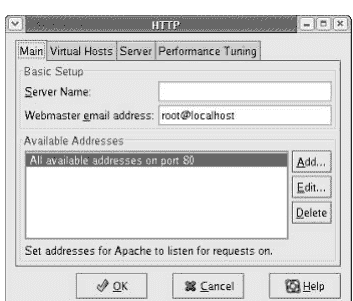 HTTP
Main Virtual Hosts Server Performance Tuning
Basic Setup
Server Name:
Webmaster email address: root@localhost
Available Addresses
All available addresses on port 80
Add...
Edit...
Delete
Set addresses for Apache to listen for requests on.
OK Cancel Help